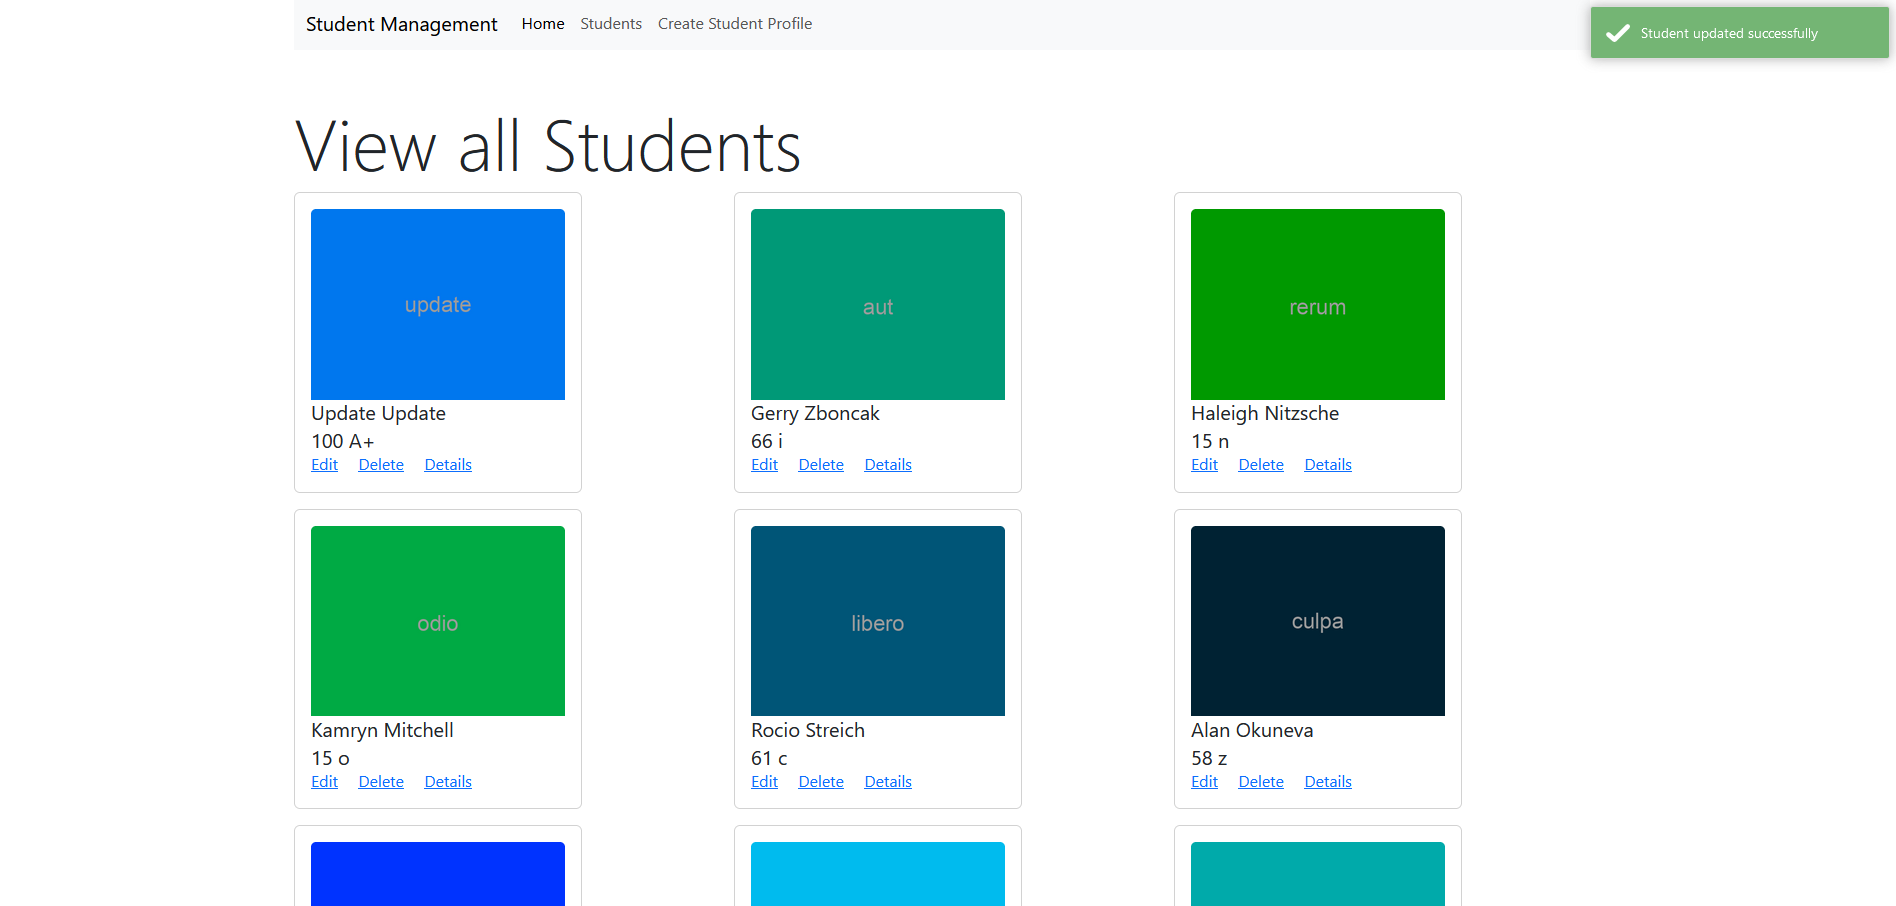 Student Management Home Students Create Student Profile
Student updated successfully
View all Students
update
Update Update
100 A+
Edit Delete Details
aut
Gerry Zboncak
66 i
Edit Delete Details
rerum
Haleigh Nitzsche
15 n
Edit Delete Details
odio
Kamryn Mitchell
15 o
Edit Delete Details
libero
Rocio Streich
61 c
Edit Delete Details
culpa
Alan Okuneva
58 z
Edit Delete Details